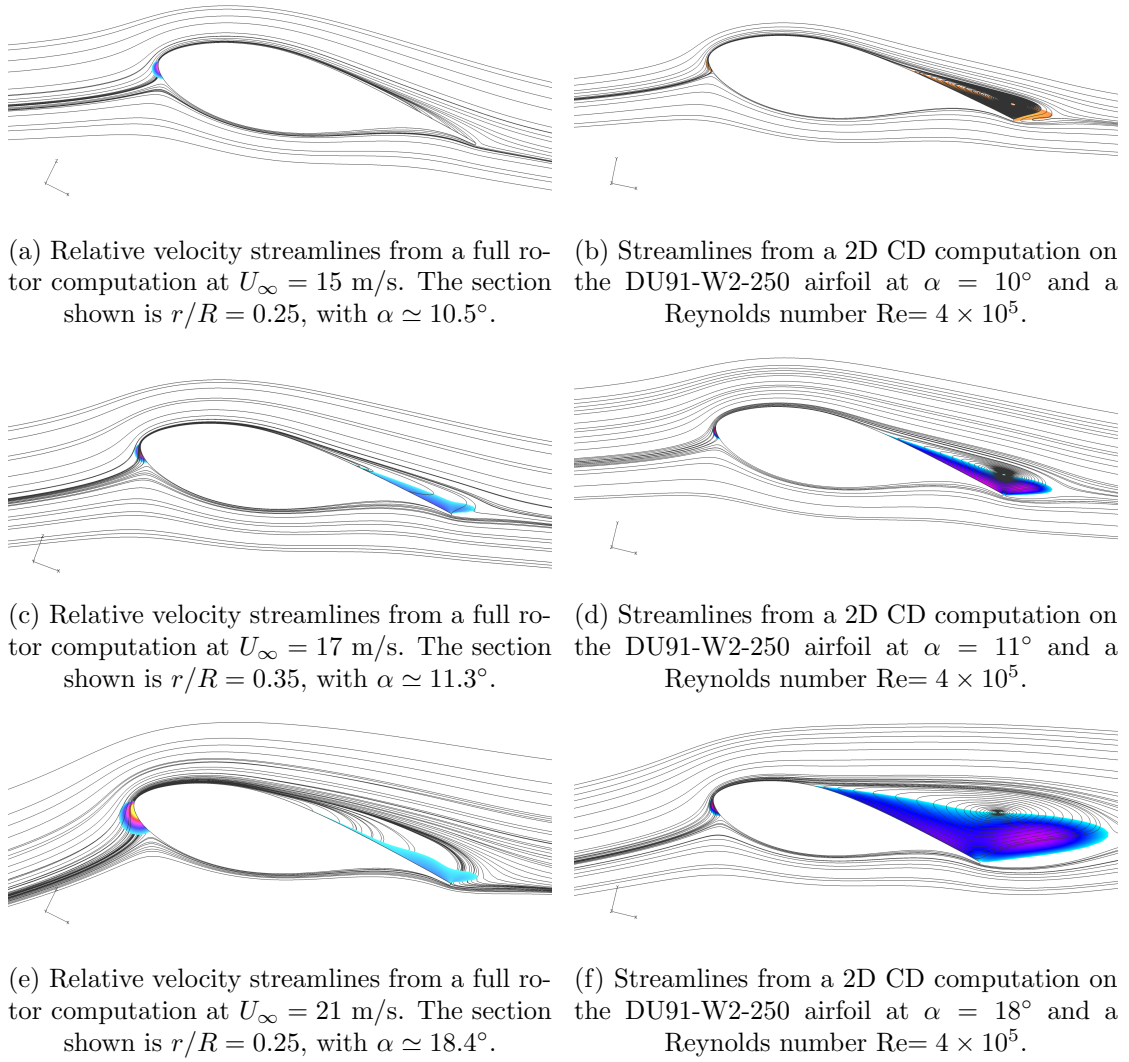 (a) Relative velocity streamlines from a full ro-
tor computation at U∞ = 15 m/s. The section
shown is r/R = 0.25, with α ≃ 10.5°.
(b) Streamlines from a 2D CD computation on
the DU91-W2-250 airfoil at α = 10° and a
Reynolds number Re= 4 × 10⁵.
(c) Relative velocity streamlines from a full ro-
tor computation at U∞ = 17 m/s. The section
shown is r/R = 0.35, with α ≃ 11.3°.
(d) Streamlines from a 2D CD computation on
the DU91-W2-250 airfoil at α = 11° and a
Reynolds number Re= 4 × 10⁵.
(e) Relative velocity streamlines from a full ro-
tor computation at U∞ = 21 m/s. The section
shown is r/R = 0.25, with α ≃ 18.4°.
(f) Streamlines from a 2D CD computation on
the DU91-W2-250 airfoil at α = 18° and a
Reynolds number Re= 4 × 10⁵.